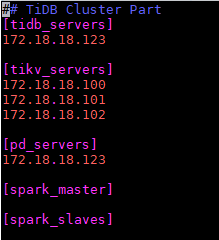 ## TiDB Cluster Part
[tidb_servers]
172.18.18.123
[tikv_servers]
172.18.18.100
172.18.18.101
172.18.18.102
[pd_servers]
172.18.18.123
[spark_master]
[spark_slaves]